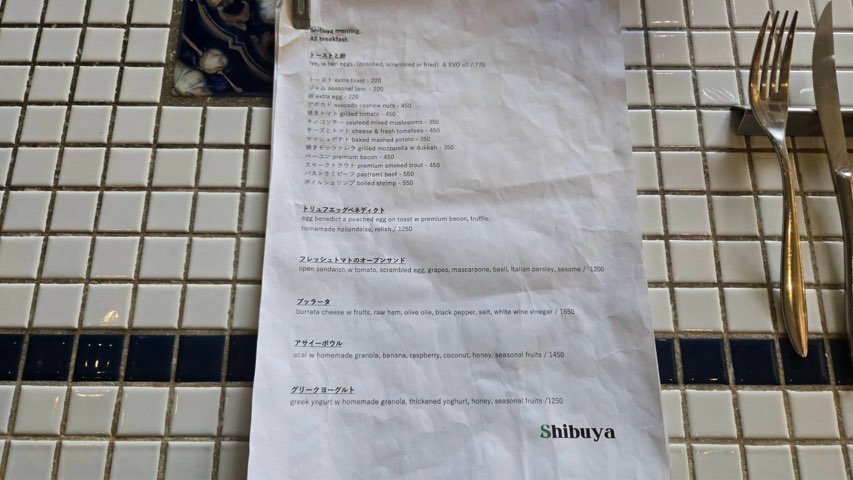 Shibuya morning.
All breakfast.
トーストと卵
rye, w two eggs (poached, scrambled or fried) & EVO oil / 770
トースト extra toast - 220
ジャム seasonal jam - 220
卵 extra egg - 220
アボカド avocado cashew nuts - 450
焼きトマト grilled tomato - 450
キノコソテー sauteed mixed mushrooms - 350
チーズとトマト cheese & fresh tomatoes - 450
マッシュポテト baked mashed potato - 350
焼きモッツァレラ grilled mozzarella w dukkah - 350
ベーコン premium bacon - 450
スモークトラウト premium smoked trout - 450
パストラミビーフ pastrami beef - 550
ボイルシュリンプ boiled shrimp - 550
トリュフエッグベネディクト
egg benedict a poached egg on toast w premium bacon, truffle,
homemade hollandaise, relish / 1250
フレッシュトマトのオープンサンド
open sandwich w tomato, scrambled egg, grapes, mascarpone, basil, italian parsley, sesame / 1200
ブッラータ
burrata cheese w fruits, raw ham, olive oile, black pepper, salt, white wine vinegar / 1650
アサイーボウル
acai w homemade granola, banana, raspberry, coconut, honey, seasonal fruits / 1450
グリークヨーグルト
greek yogurt w homemade granola, thickened yoghurt, honey, seasonal fruits /1250
Shibuya